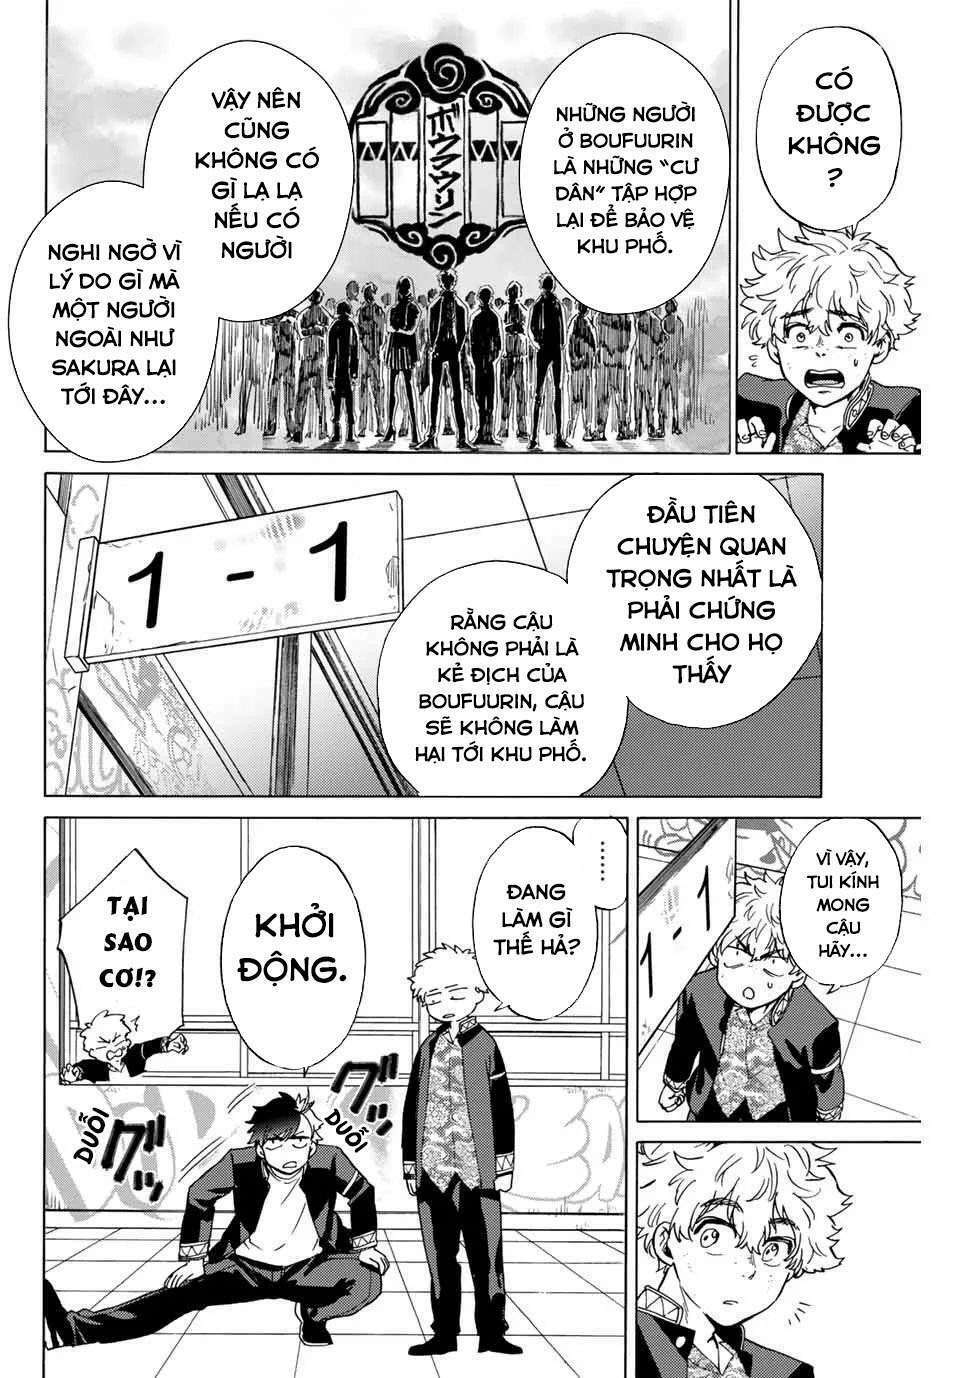 CÓ
ĐƯỢC
KHÔNG
?
NHỮNG NGƯỜI
Ở BOUFUURIN
LÀ NHỮNG “CƯ
DÂN” TẬP HỢP
LẠI ĐỂ BẢO VỆ
KHU PHỐ.
ボウフウリン
VẬY NÊN
CŨNG
KHÔNG CÓ
GÌ LẠ LẠ
NẾU CÓ
NGƯỜI
NGHI NGỜ VÌ
LÝ DO GÌ MÀ
MỘT NGƯỜI
NGOÀI NHƯ
SAKURA LẠI
TỚI ĐÂY...
ĐẦU TIÊN
CHUYỆN QUAN
TRỌNG NHẤT LÀ
PHẢI CHỨNG
MINH CHO HỌ
THẤY
RẰNG CẬU
KHÔNG PHẢI LÀ
KẺ ĐỊCH CỦA
BOUFUURIN, CẬU
SẼ KHÔNG LÀM
HẠI TỚI KHU PHỐ.
1-1
VÌ VẬY,
TUI KÍNH
MONG
CẬU
HÃY...
1-1
......
ĐANG
LÀM GÌ
THẾ HẢ?
KHỞI
ĐỘNG.
TẠI
SAO
CƠ!?
DUỖI
グッ
DUỖI
グッ